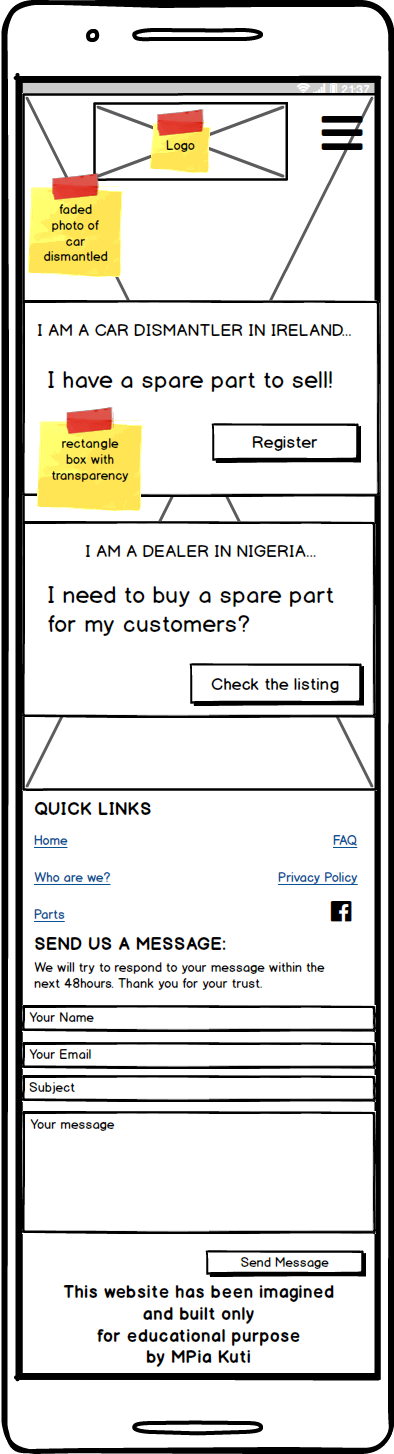 21:37
Logo
faded
photo of
car
dismantled
I AM A CAR DISMANTLER IN IRELAND...
I have a spare part to sell!
rectangle
box with
transparency
Register
I AM A DEALER IN NIGERIA...
I need to buy a spare part
for my customers?
Check the listing
QUICK LINKS
Home FAQ
Who are we? Privacy Policy
Parts
SEND US A MESSAGE:
We will try to respond to your message within the
next 48hours. Thank you for your trust.
Your Name
Your Email
Subject
Your message
Send Message
This website has been imagined
and built only
for educational purpose
by MPia Kuti